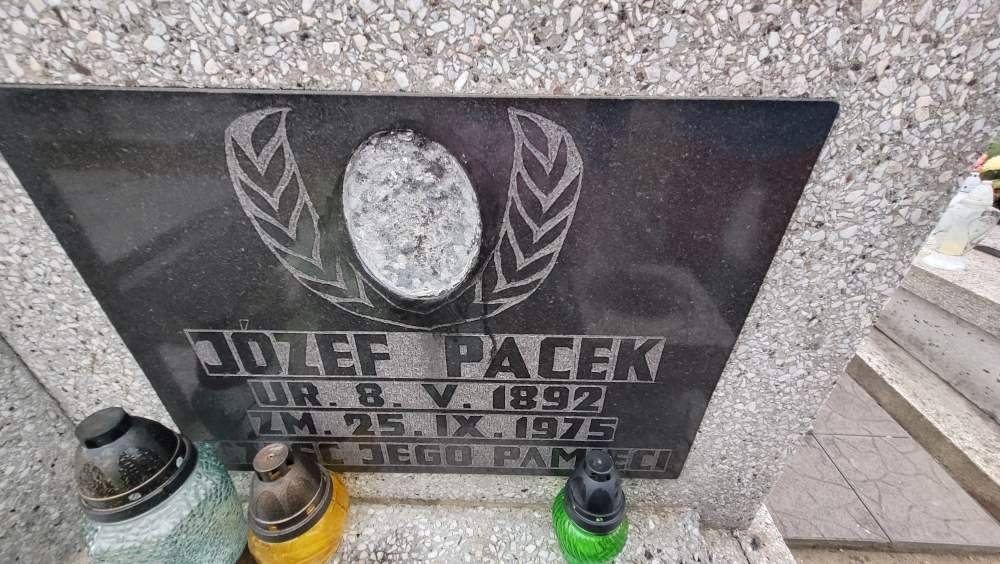 JÓZEF PACEK
UR. 8. V. 1892
ZM. 25. IX. 1975
JEGO PAMIĘCI